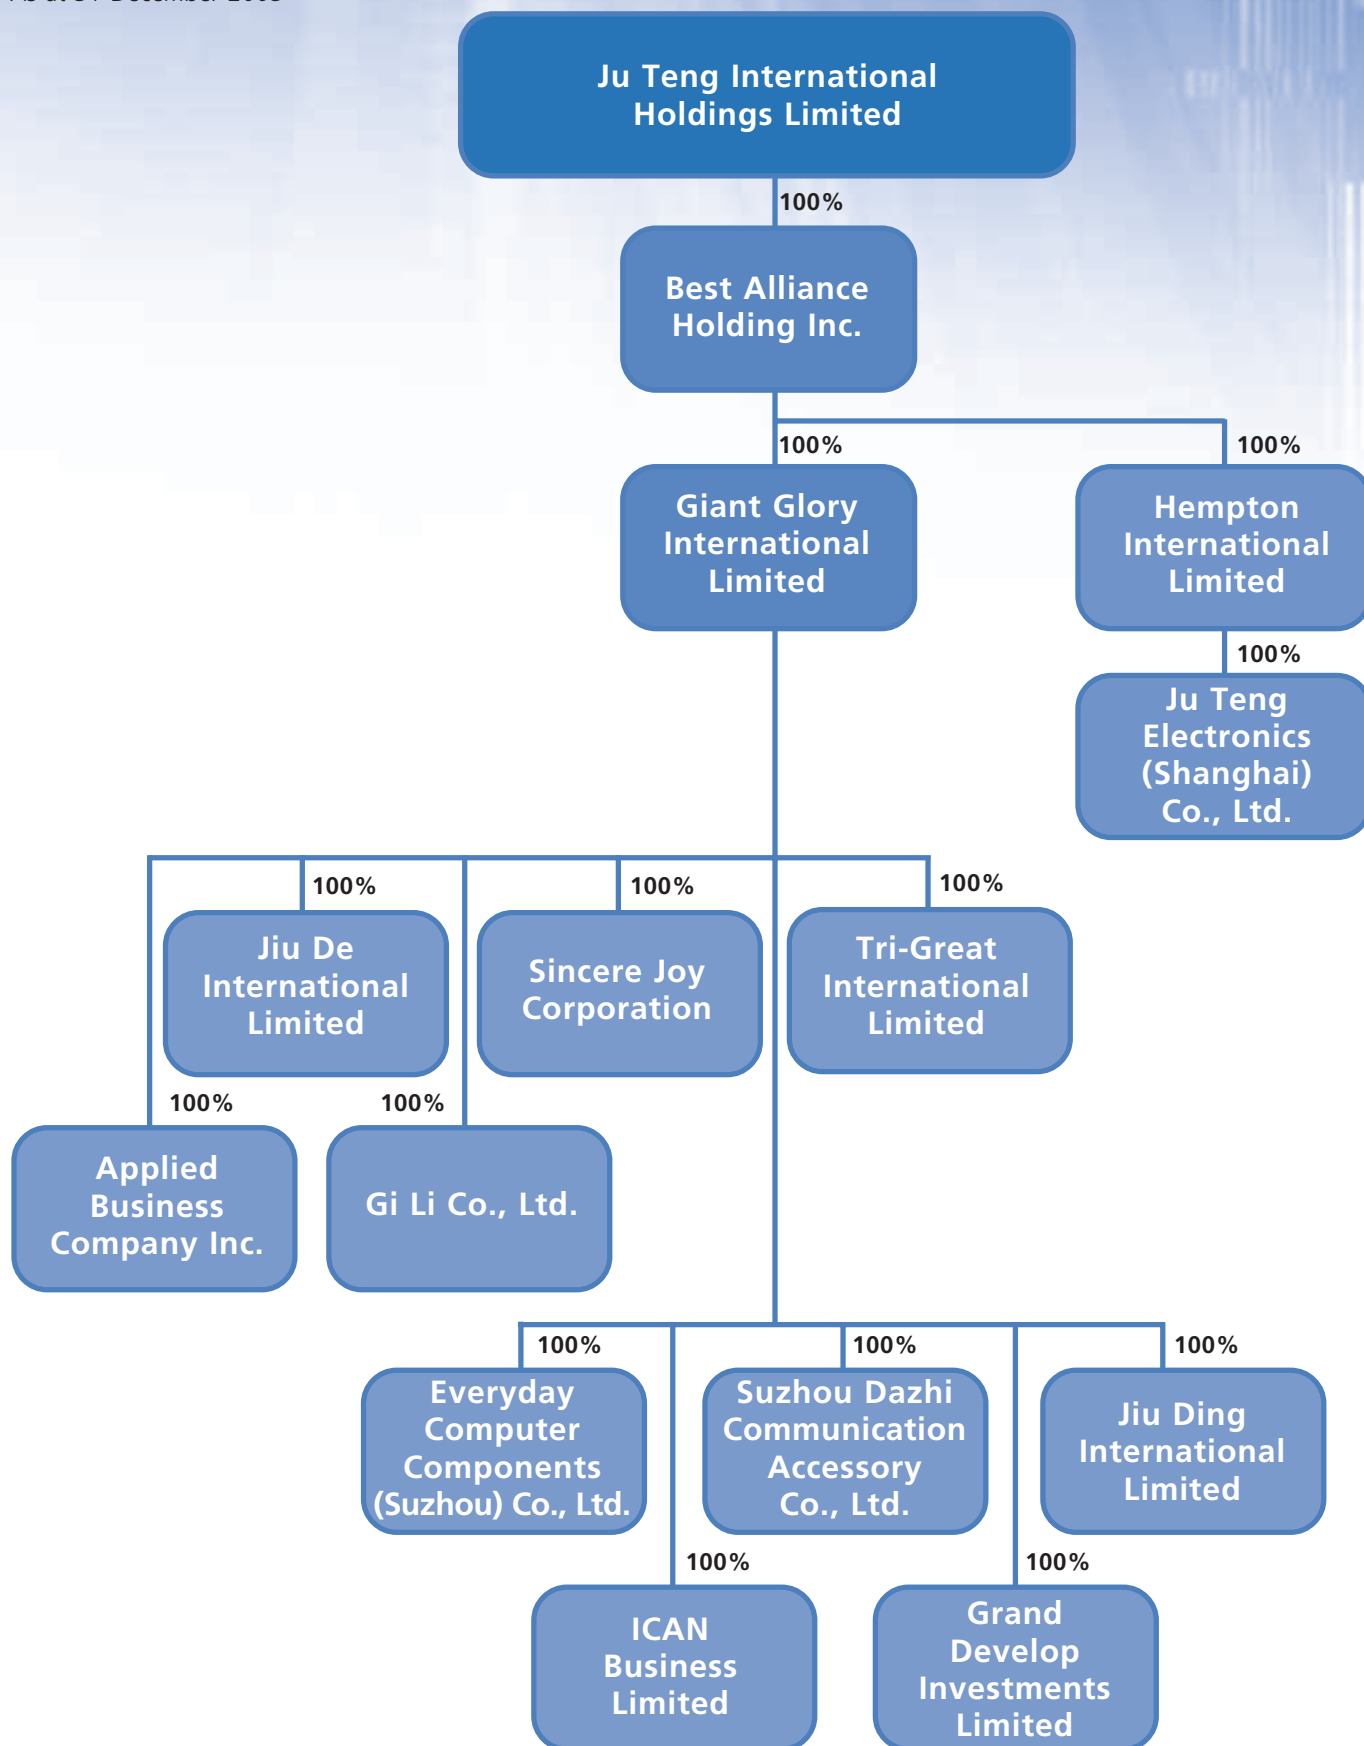 Ju Teng International
Holdings Limited
100%
Best Alliance
Holding Inc.
100%
100%
Giant Glory
International
Limited
Hempton
International
Limited
100%
Ju Teng
Electronics
(Shanghai)
Co., Ltd.
100%
100%
100%
Jiu De
International
Limited
Sincere Joy
Corporation
Tri-Great
International
Limited
100%
100%
Applied
Business
Company Inc.
Gi Li Co., Ltd.
100%
100%
100%
Everyday
Computer
Components
(Suzhou) Co., Ltd.
Suzhou Dazhi
Communication
Accessory
Co., Ltd.
Jiu Ding
International
Limited
100%
100%
ICAN
Business
Limited
Grand
Develop
Investments
Limited